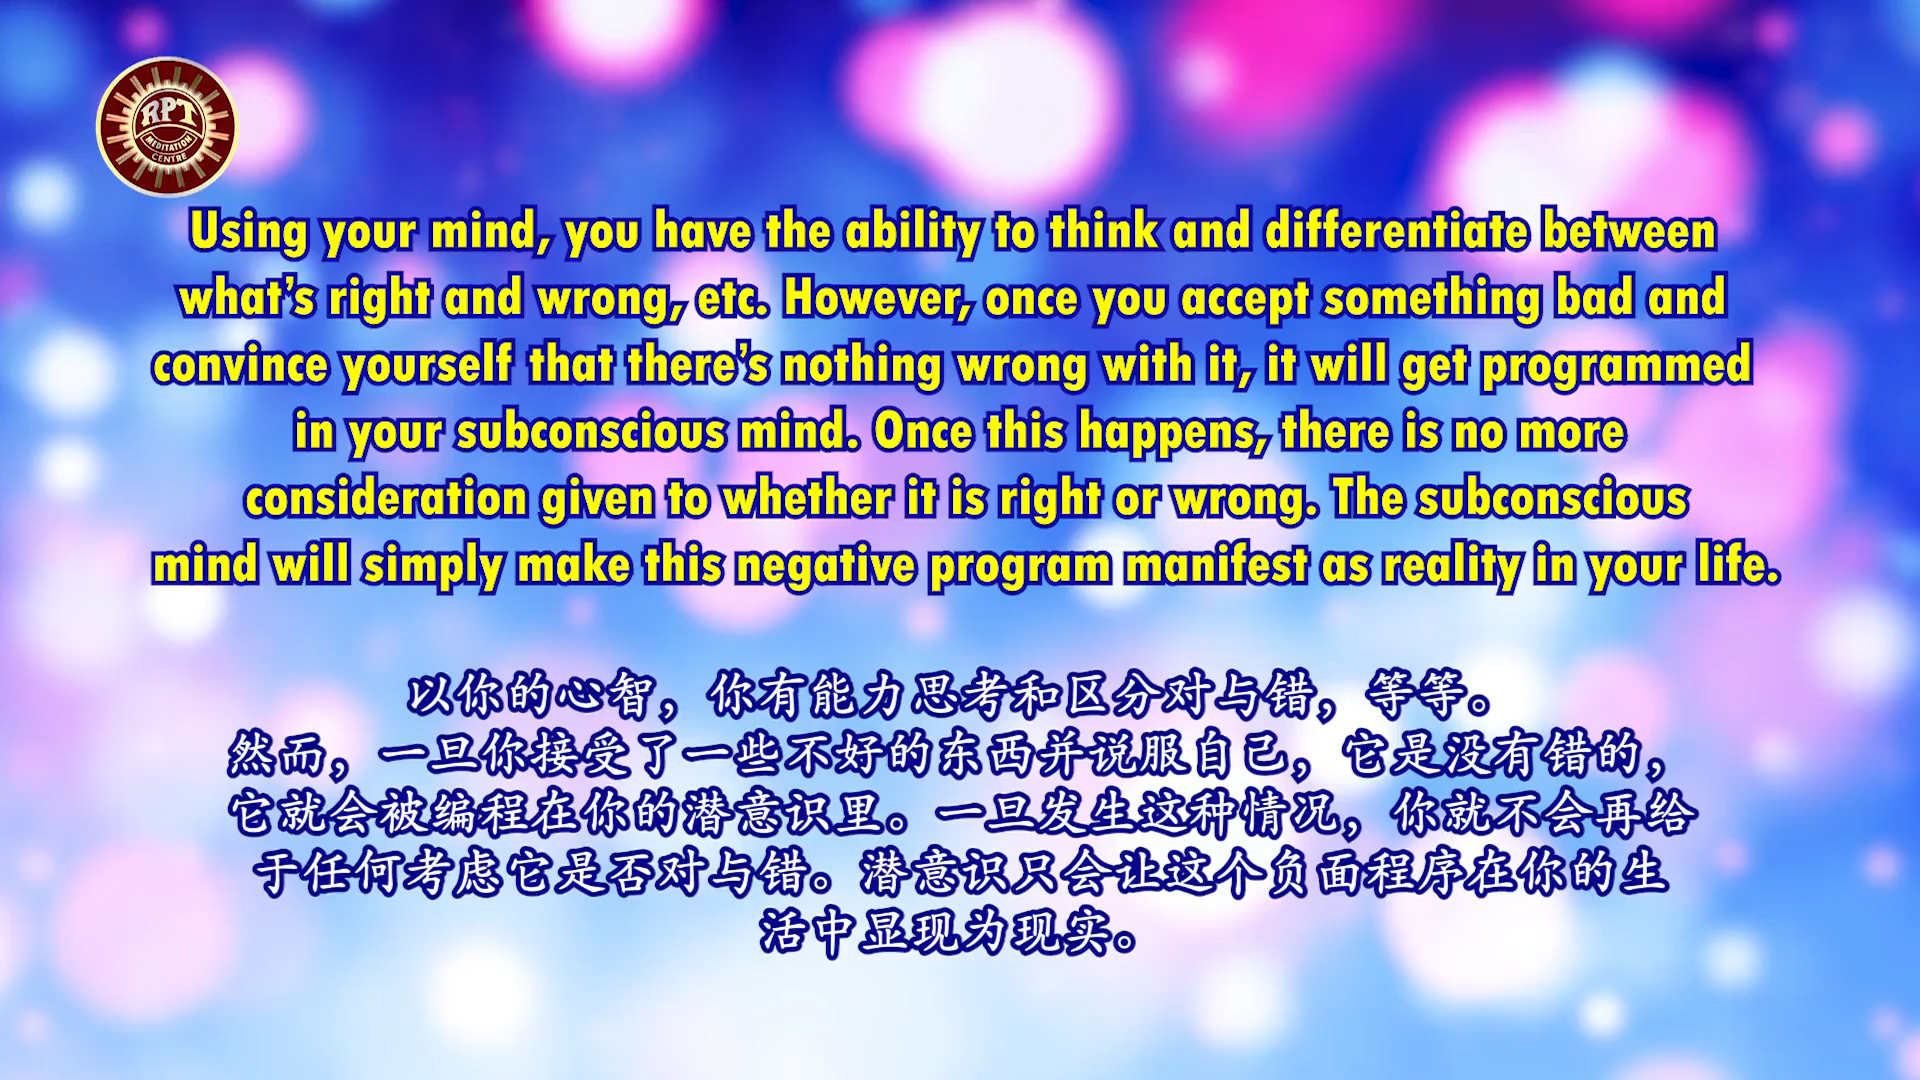 RPT
MEDITATION
CENTRE
Using your mind, you have the ability to think and differentiate between
what's right and wrong, etc. However, once you accept something bad and
convince yourself that there's nothing wrong with it, it will get programmed
in your subconscious mind. Once this happens, there is no more
consideration given to whether it is right or wrong. The subconscious
mind will simply make this negative program manifest as reality in your life.
以你的心智，你有能力思考和区分对与错，等等。
然而，一旦你接受了一些不好的东西并说服自己，它是没有错的，
它就会被编程在你的潜意识里。一旦发生这种情况，你就不会再给
于任何考虑它是否对与错。潜意识只会让这个负面程序在你的生
活中显现为现实。